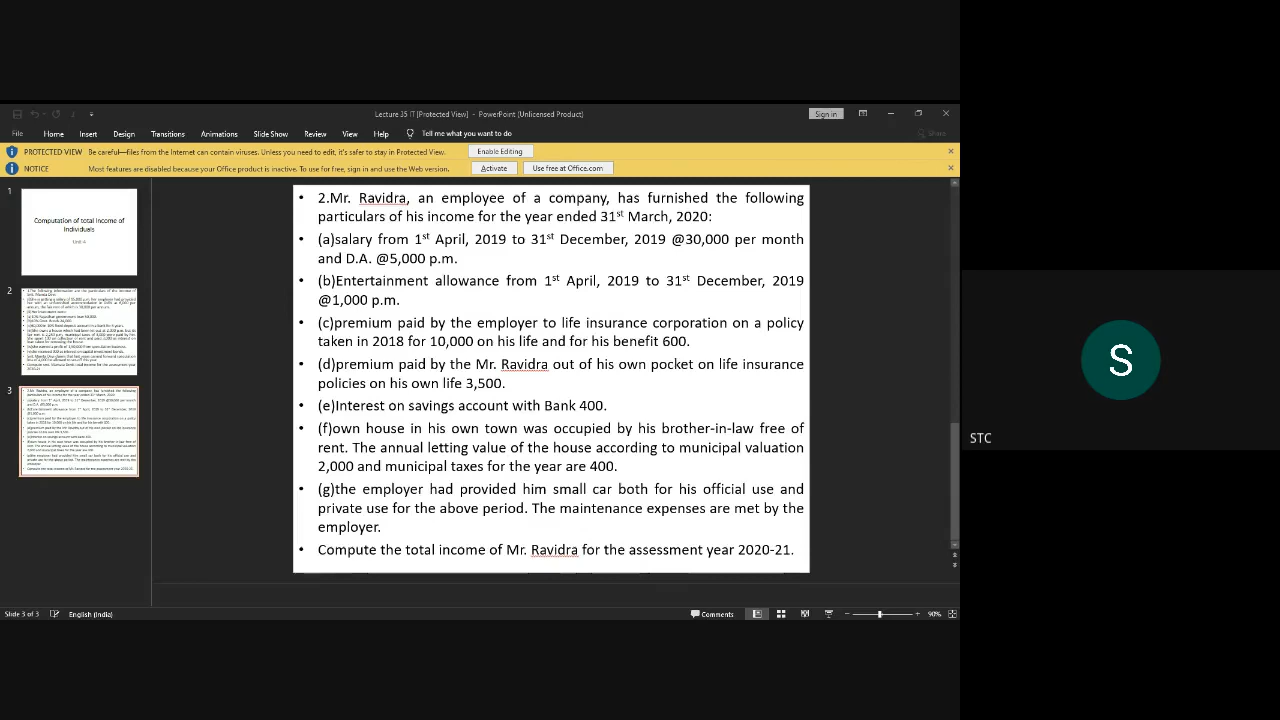 Lecture 35 IT [Protected View] - PowerPoint (Unlicensed Product)
Sign in
File Home Insert Design Transitions Animations Slide Show Review View Help Tell me what you want to do Share
PROTECTED VIEW Be careful—files from the Internet can contain viruses. Unless you need to edit, it's safer to stay in Protected View. Enable Editing
NOTICE Most features are disabled because your Office product is inactive. To use for free, sign in and use the Web version. Activate Use free at Office.com
1
Computation of total Income of
Individuals
Unit-4
2
3
• 2.Mr. Ravidra, an employee of a company, has furnished the following
particulars of his income for the year ended 31st March, 2020:
• (a)salary from 1st April, 2019 to 31st December, 2019 @30,000 per month
and D.A. @5,000 p.m.
• (b)Entertainment allowance from 1st April, 2019 to 31st December, 2019
@1,000 p.m.
• (c)premium paid by the employer to life insurance corporation on a policy
taken in 2018 for 10,000 on his life and for his benefit 600.
• (d)premium paid by the Mr. Ravidra out of his own pocket on life insurance
policies on his own life 3,500.
• (e)Interest on savings account with Bank 400.
• (f)own house in his own town was occupied by his brother-in-law free of
rent. The annual letting value of the house according to municipal valuation
2,000 and municipal taxes for the year are 400.
• (g)the employer had provided him small car both for his official use and
private use for the above period. The maintenance expenses are met by the
employer.
• Compute the total income of Mr. Ravidra for the assessment year 2020-21.
S
STC
Slide 3 of 3 English (India) Comments 90%